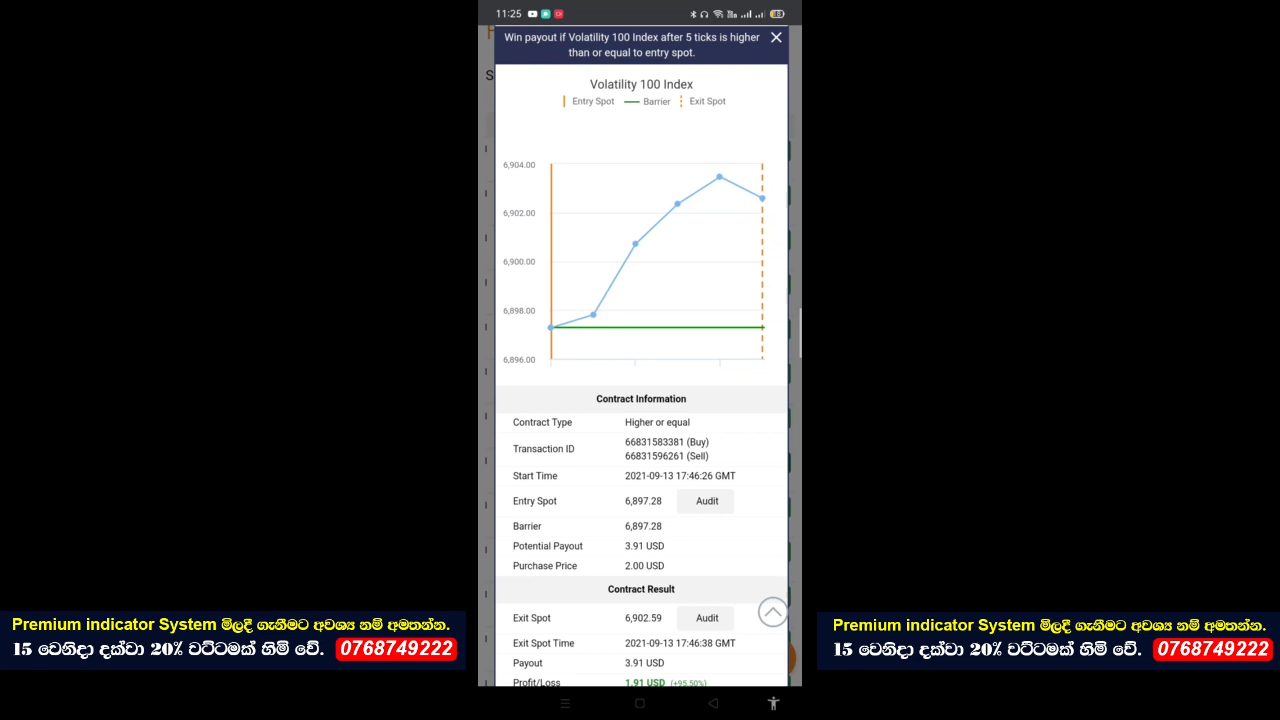 11:25
Win payout if Volatility 100 Index after 5 ticks is higher
than or equal to entry spot.
Volatility 100 Index
Entry Spot Barrier Exit Spot
6,904.00
6,902.00
6,900.00
6,898.00
6,896.00
Contract Information
Contract Type Higher or equal
Transaction ID 66831583381 (Buy)
66831596261 (Sell)
Start Time 2021-09-13 17:46:26 GMT
Entry Spot 6,897.28 Audit
Barrier 6,897.28
Potential Payout 3.91 USD
Purchase Price 2.00 USD
Contract Result
Exit Spot 6,902.59 Audit
Exit Spot Time 2021-09-13 17:46:38 GMT
Payout 3.91 USD
Profit/Loss 1.91 USD (+95.50%)
Premium indicator System මිලදී ගැනීමට අවශ්‍ය නම් අමතන්න.
15 වෙනිදා දක්වා 20% වට්ටමක් හිමි වේ. 0768749222
Premium indicator System මිලදී ගැනීමට අවශ්‍ය නම් අමතන්න.
15 වෙනිදා දක්වා 20% වට්ටමක් හිමි වේ. 0768749222